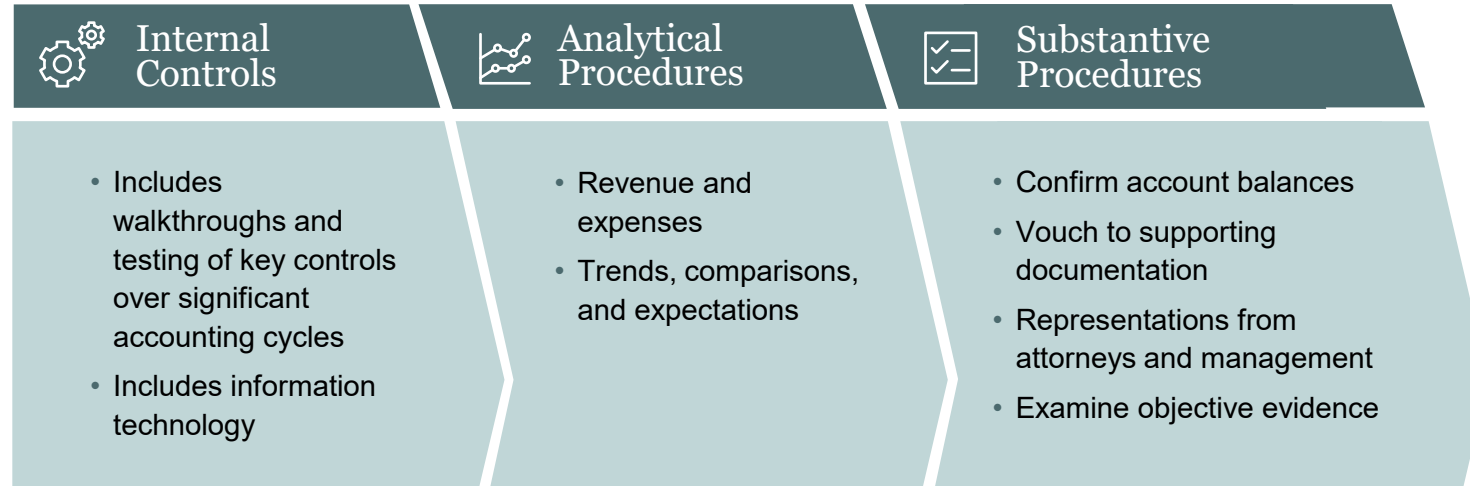 Internal
Controls
Analytical
Procedures
Substantive
Procedures
• Includes
walkthroughs and
testing of key controls
over significant
accounting cycles
• Includes information
technology
• Revenue and
expenses
• Trends, comparisons,
and expectations
• Confirm account balances
• Vouch to supporting
documentation
• Representations from
attorneys and management
• Examine objective evidence